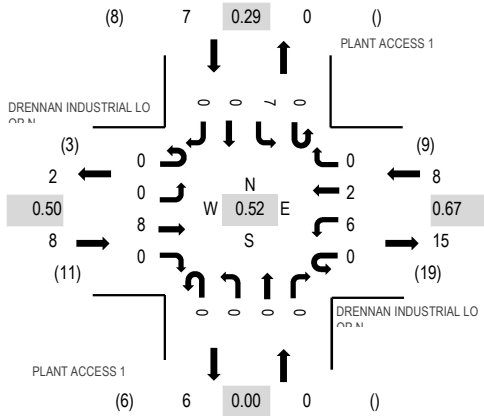 (8) 7 0.29 0 ()
PLANT ACCESS 1
DRENNAN INDUSTRIAL LO
OP N
0 0 7 0
(3) 0 0 (9)
2 8
0 N 2
0.50 W 0.52 E 0.67
8 8 S 6 15
0 0
(11) (19)
0 0 0 0
DRENNAN INDUSTRIAL LO
OP N
PLANT ACCESS 1
(6) 6 0.00 0 ()